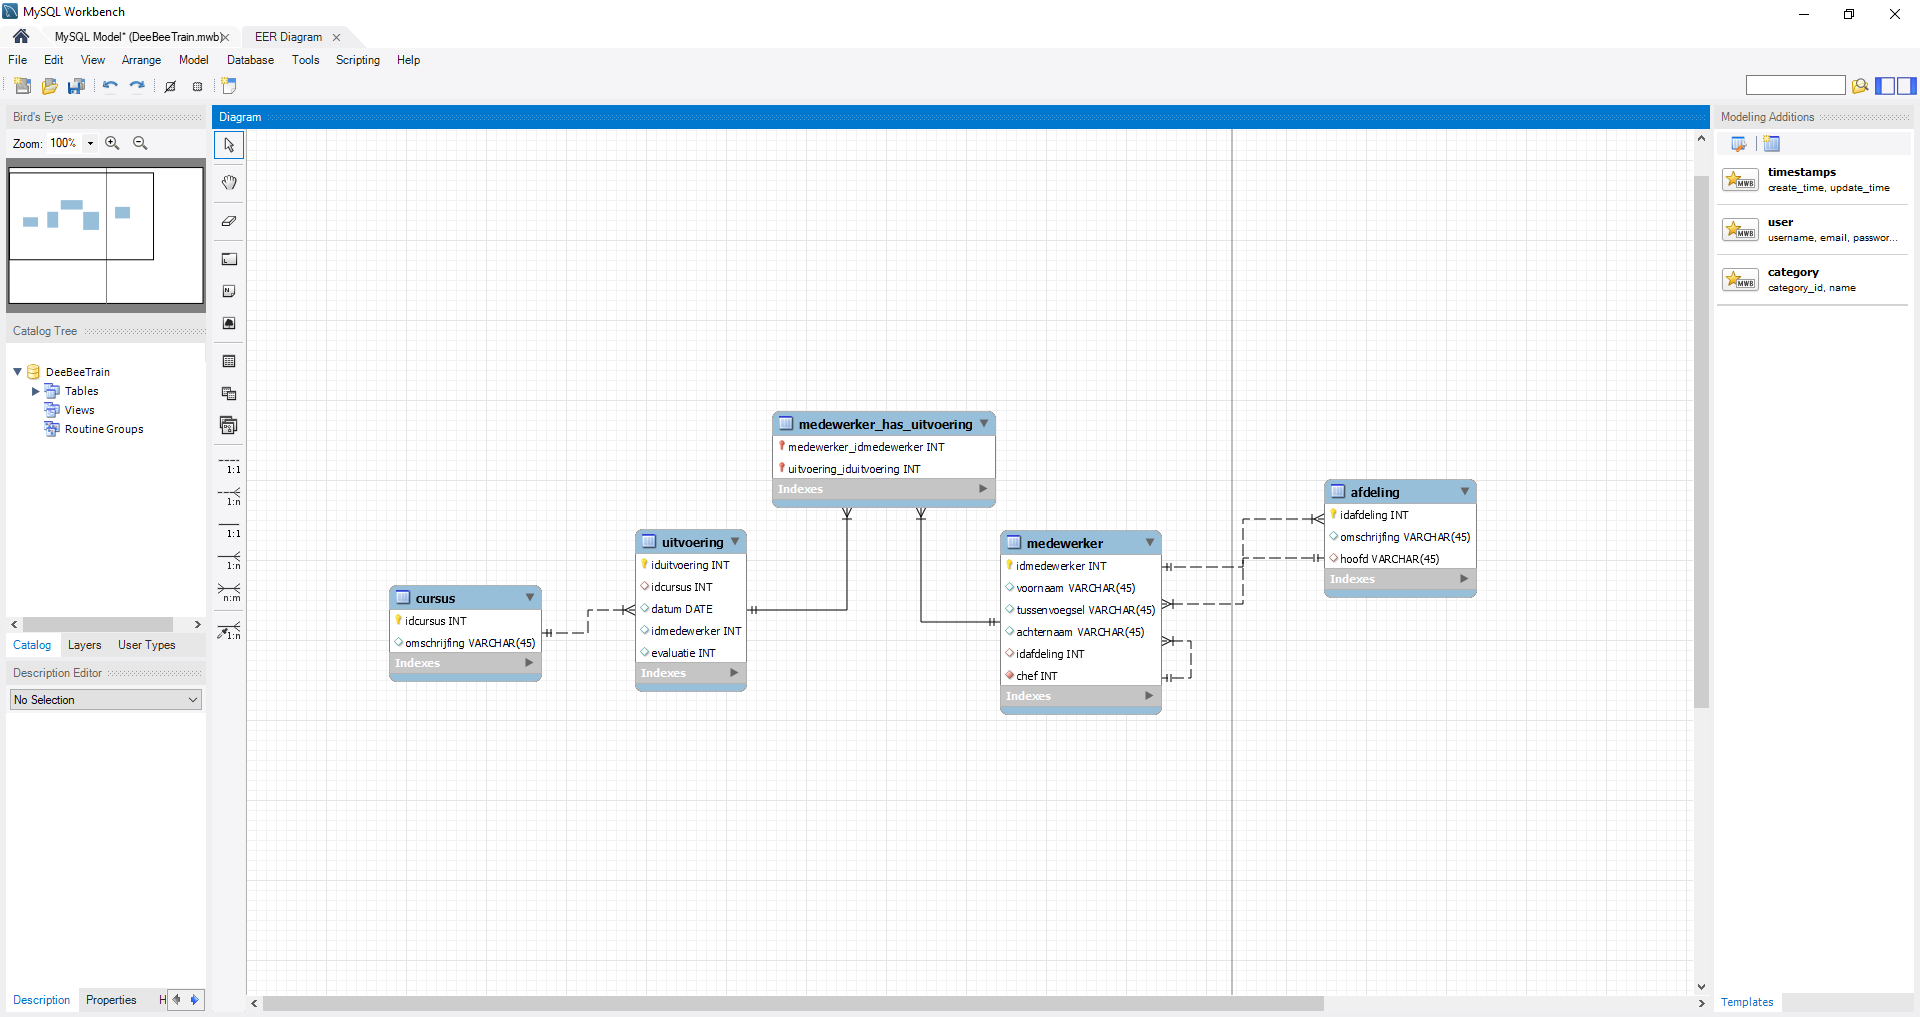 MySQL Workbench
MySQL Model* (DeeBeeTrain.mwb)
EER Diagram
File Edit View Arrange Model Database Tools Scripting Help
Bird's Eye
Zoom: 100%
Catalog Tree
DeeBeeTrain
Tables
Views
Routine Groups
Catalog Layers User Types
Description Editor
No Selection
Description Properties H
Diagram
1:1
1:n
1:1
1:n
n:m
1:n
medewerker_has_uitvoering
medewerker_idmedewerker INT
uitvoering_iduitvoering INT
Indexes
cursus
idcursus INT
omschrijfing VARCHAR(45)
Indexes
uitvoering
iduitvoering INT
idcursus INT
datum DATE
idmedewerker INT
evaluatie INT
Indexes
medewerker
idmedewerker INT
voornaam VARCHAR(45)
tussenvoegsel VARCHAR(45)
achternaam VARCHAR(45)
idafdeling INT
chef INT
Indexes
afdeling
idafdeling INT
omschrijfing VARCHAR(45)
hoofd VARCHAR(45)
Indexes
Modeling Additions
MWB
timestamps
create_time, update_time
MWB
user
username, email, passwor...
MWB
category
category_id, name
Templates